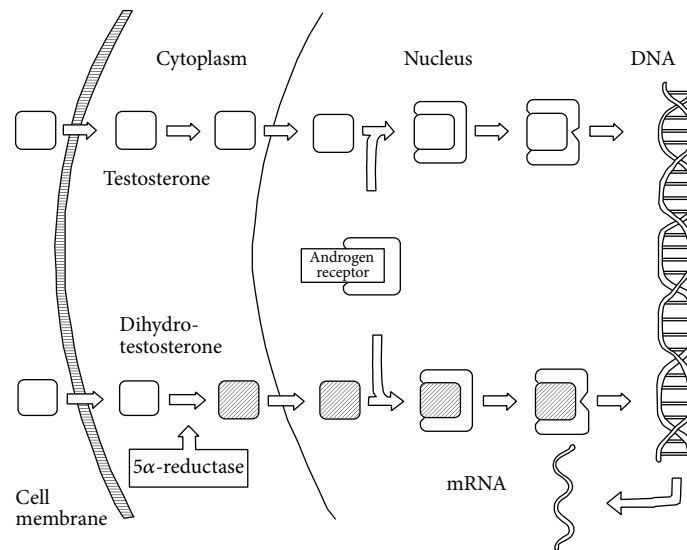 Cytoplasm
Nucleus
DNA
Testosterone
Androgen
receptor
Dihydro-
testosterone
5α-reductase
Cell
membrane
mRNA